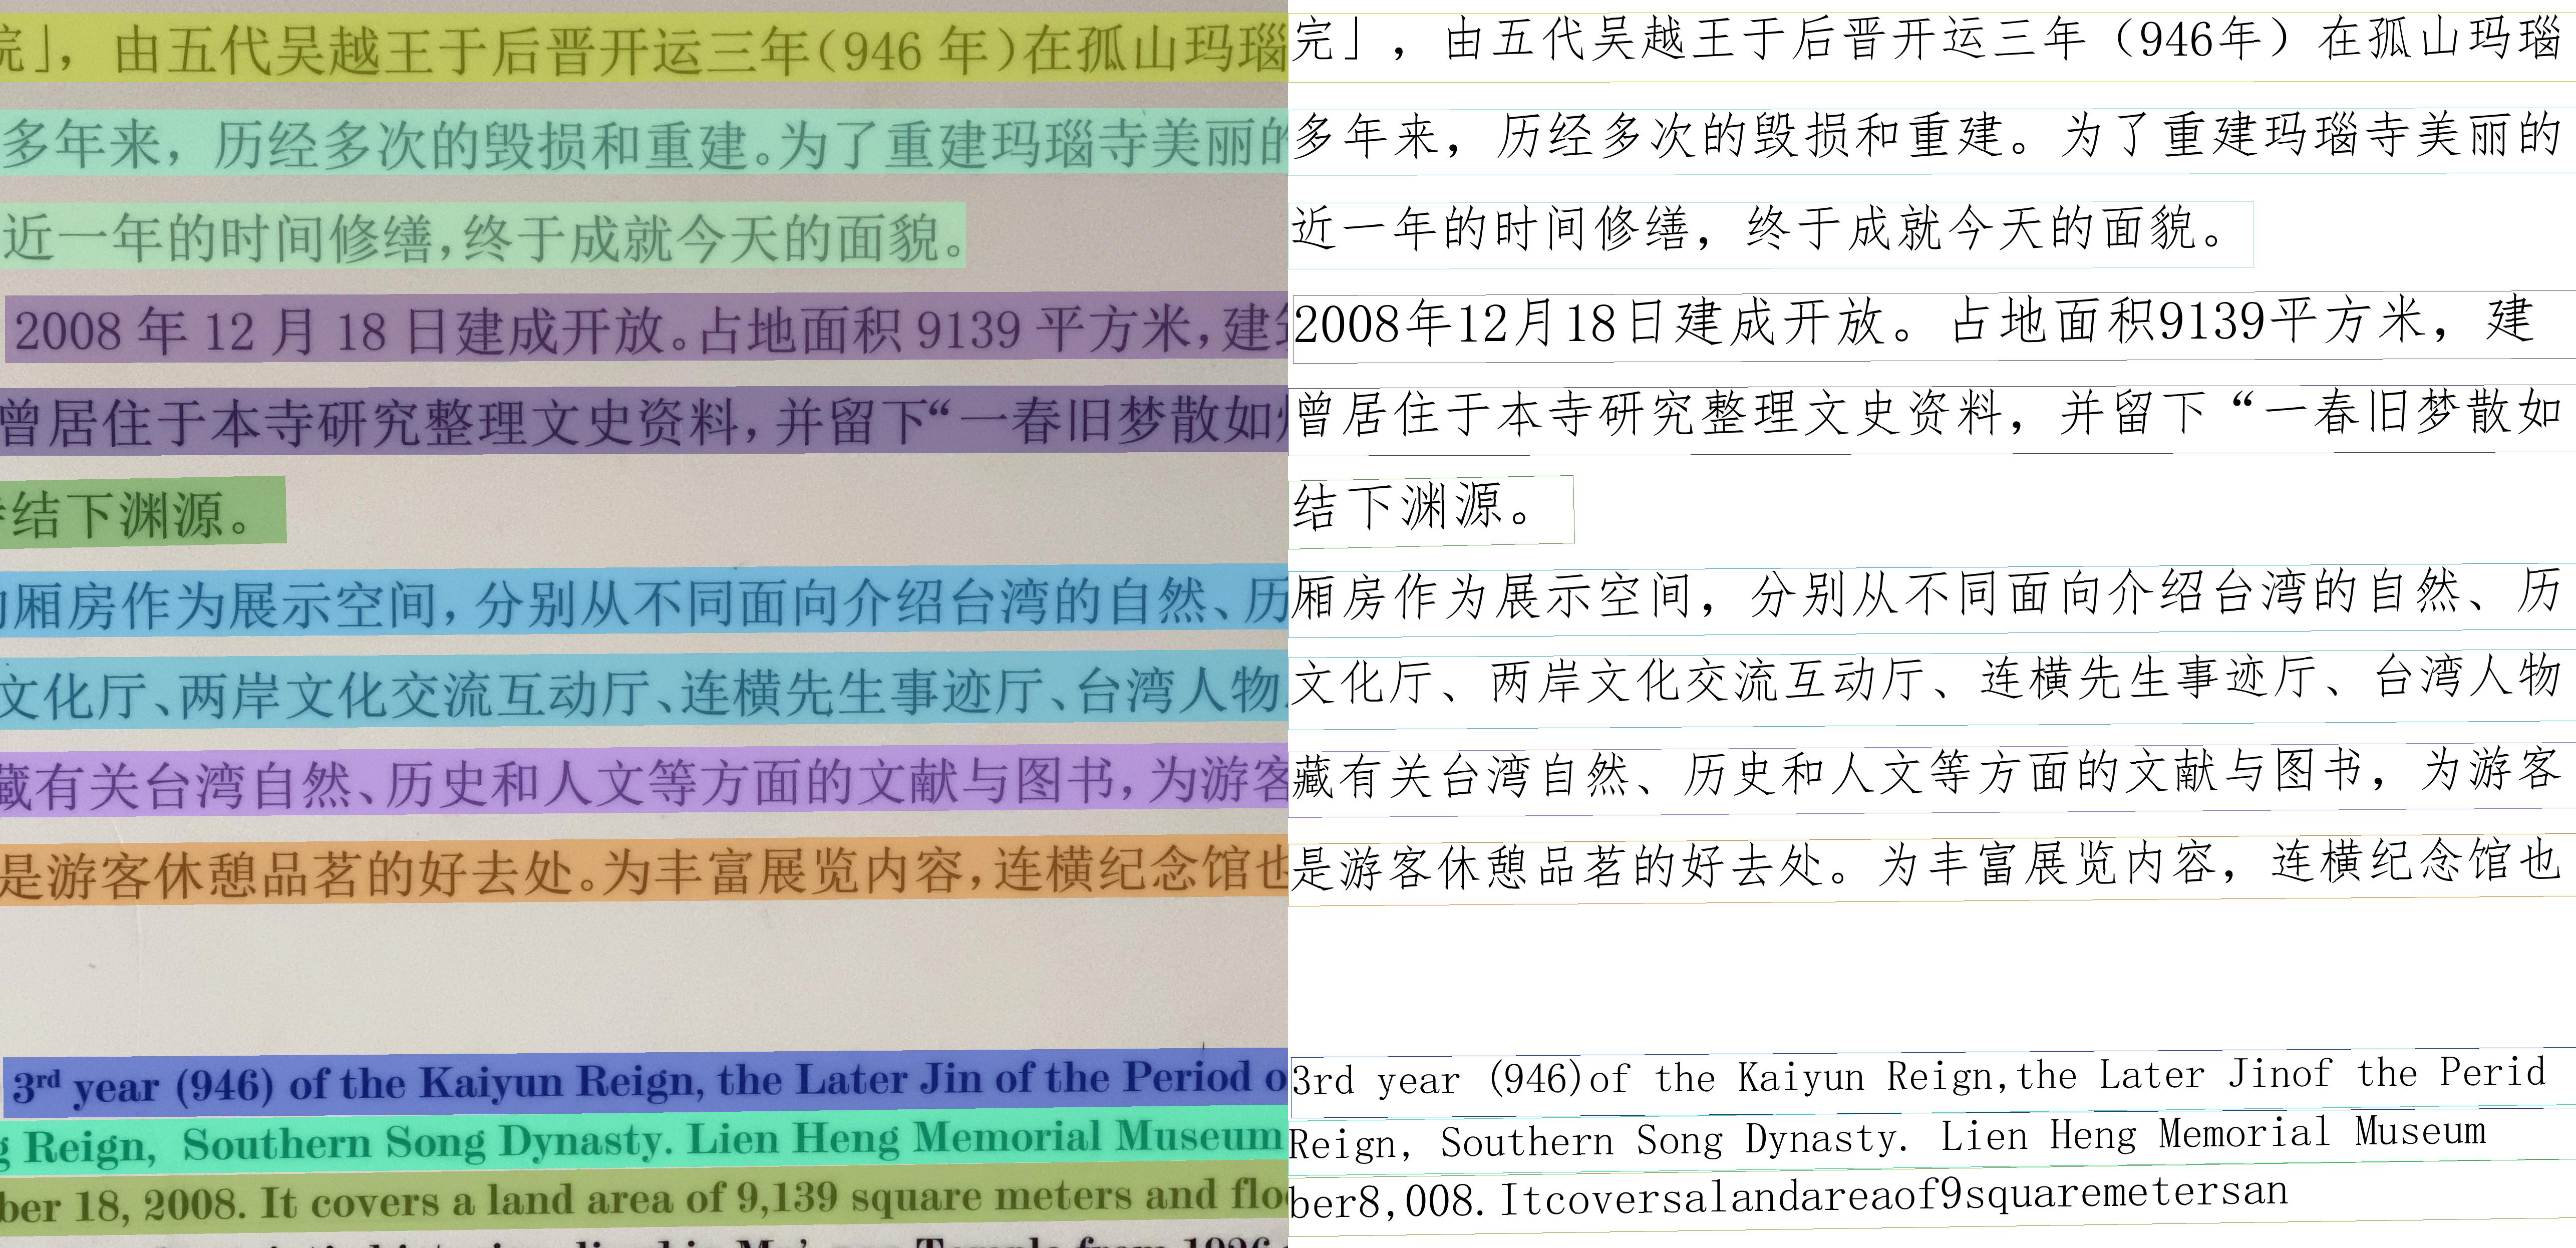 」，由五代吴越王于后晋开运三年（946 年）在孤山玛瑙
多年来，历经多次的毁损和重建。为了重建玛瑙寺美丽的
近一年的时间修缮，终于成就今天的面貌。
2008 年 12 月 18 日建成开放。占地面积 9139 平方米，建
曾居住于本寺研究整理文史资料，并留下“一春旧梦散如
结下渊源。
厢房作为展示空间，分别从不同面向介绍台湾的自然、历
文化厅、两岸文化交流互动厅、连横先生事迹厅、台湾人物
藏有关台湾自然、历史和人文等方面的文献与图书，为游客
是游客休憩品茗的好去处。为丰富展览内容，连横纪念馆也
3rd year (946) of the Kaiyun Reign, the Later Jin of the Period o
g Reign, Southern Song Dynasty. Lien Heng Memorial Museum
ber 18, 2008. It covers a land area of 9,139 square meters and flo
完」，由五代吴越王于后晋开运三年（946年）在孤山玛瑙
多年来，历经多次的毁损和重建。为了重建玛瑙寺美丽的
近一年的时间修缮，终于成就今天的面貌。
2008年12月18日建成开放。占地面积9139平方米，建
曾居住于本寺研究整理文史资料，并留下“一春旧梦散如
结下渊源。
厢房作为展示空间，分别从不同面向介绍台湾的自然、历
文化厅、两岸文化交流互动厅、连横先生事迹厅、台湾人物
藏有关台湾自然、历史和人文等方面的文献与图书，为游客
是游客休憩品茗的好去处。为丰富展览内容，连横纪念馆也
3rd year (946)of the Kaiyun Reign,the Later Jinof the Perid
Reign, Southern Song Dynasty. Lien Heng Memorial Museum
ber8,008. Itcoversalandareaof9squaremetersan